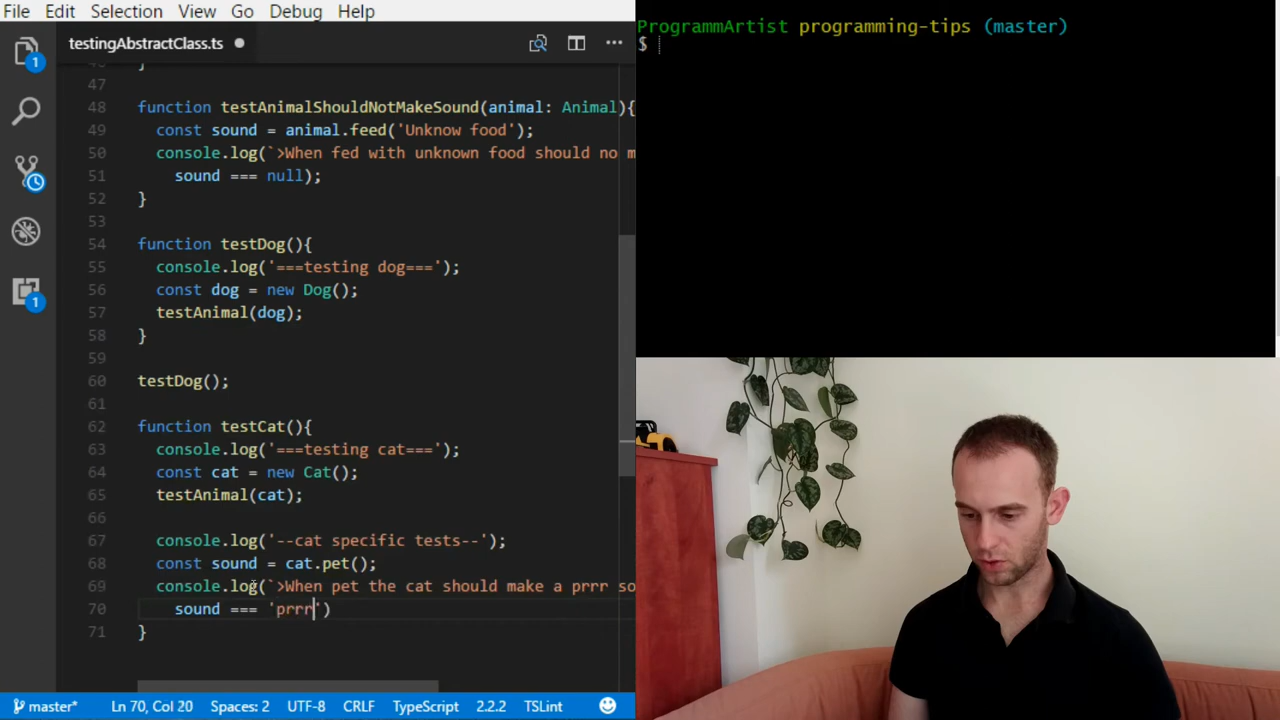 File Edit Selection View Go Debug Help
testingAbstractClass.ts
1
1
47
48 function testAnimalShouldNotMakeSound(animal: Animal){
49 const sound = animal.feed('Unknow food');
50 console.log(`>When fed with unknown food should no m
51 sound === null);
52 }
53
54 function testDog(){
55 console.log('===testing dog===');
56 const dog = new Dog();
57 testAnimal(dog);
58 }
59
60 testDog();
61
62 function testCat(){
63 console.log('===testing cat===');
64 const cat = new Cat();
65 testAnimal(cat);
66
67 console.log('--cat specific tests--');
68 const sound = cat.pet();
69 console.log(`>When pet the cat should make a prrr so
70 sound === 'prrr')
71 }
master* Ln 70, Col 20 Spaces: 2 UTF-8 CRLF TypeScript 2.2.2 TSLint
ProgrammArtist programming-tips (master)
$